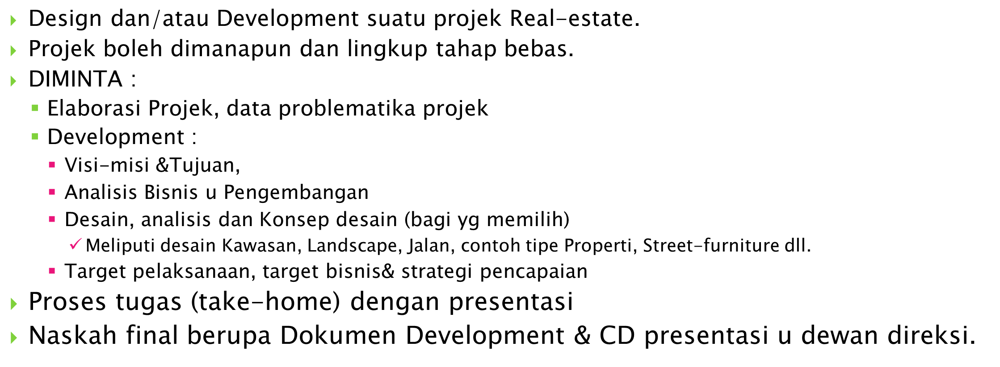 Design dan/atau Development suatu projek Real-estate.
Projek boleh dimanapun dan lingkup tahap bebas.
DIMINTA :
Elaborasi Projek, data problematika projek
Development :
Visi-misi &Tujuan,
Analisis Bisnis u Pengembangan
Desain, analisis dan Konsep desain (bagi yg memilih)
Meliputi desain Kawasan, Landscape, Jalan, contoh tipe Properti, Street-furniture dll.
Target pelaksanaan, target bisnis& strategi pencapaian
Proses tugas (take-home) dengan presentasi
Naskah final berupa Dokumen Development & CD presentasi u dewan direksi.